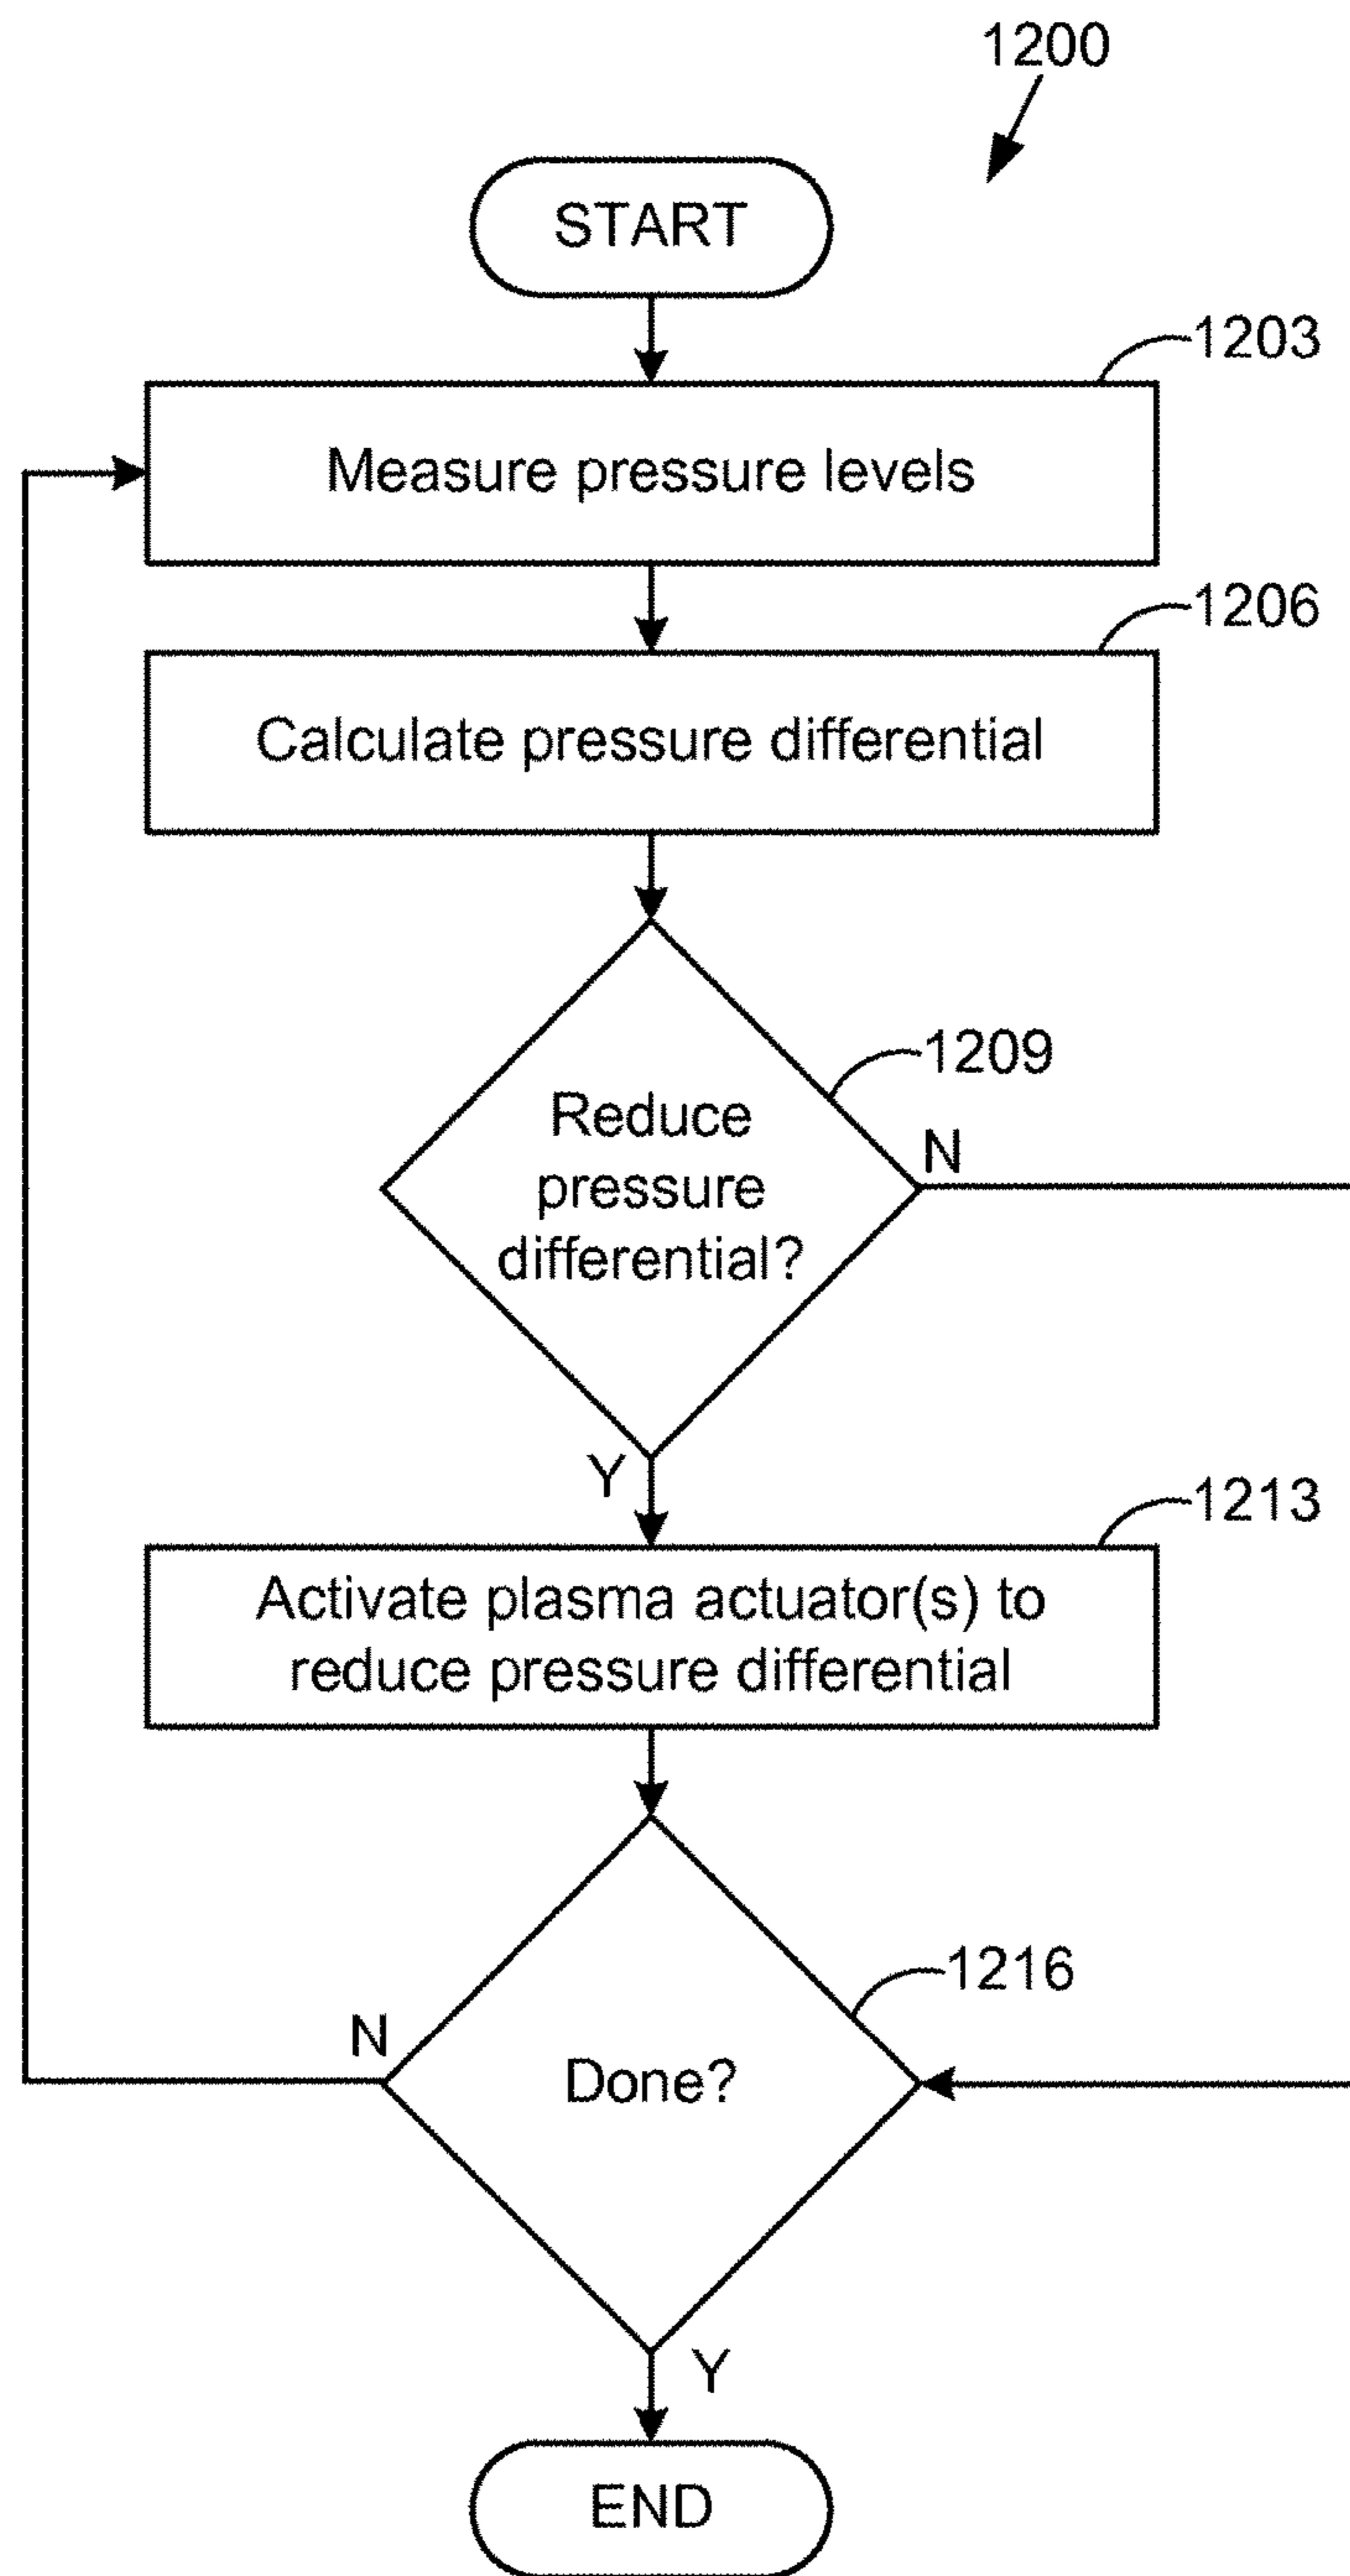 1200
START
1203
Measure pressure levels
1206
Calculate pressure differential
1209
Reduce
pressure
differential?
N
Y
1213
Activate plasma actuator(s) to
reduce pressure differential
1216
N
Done?
Y
END